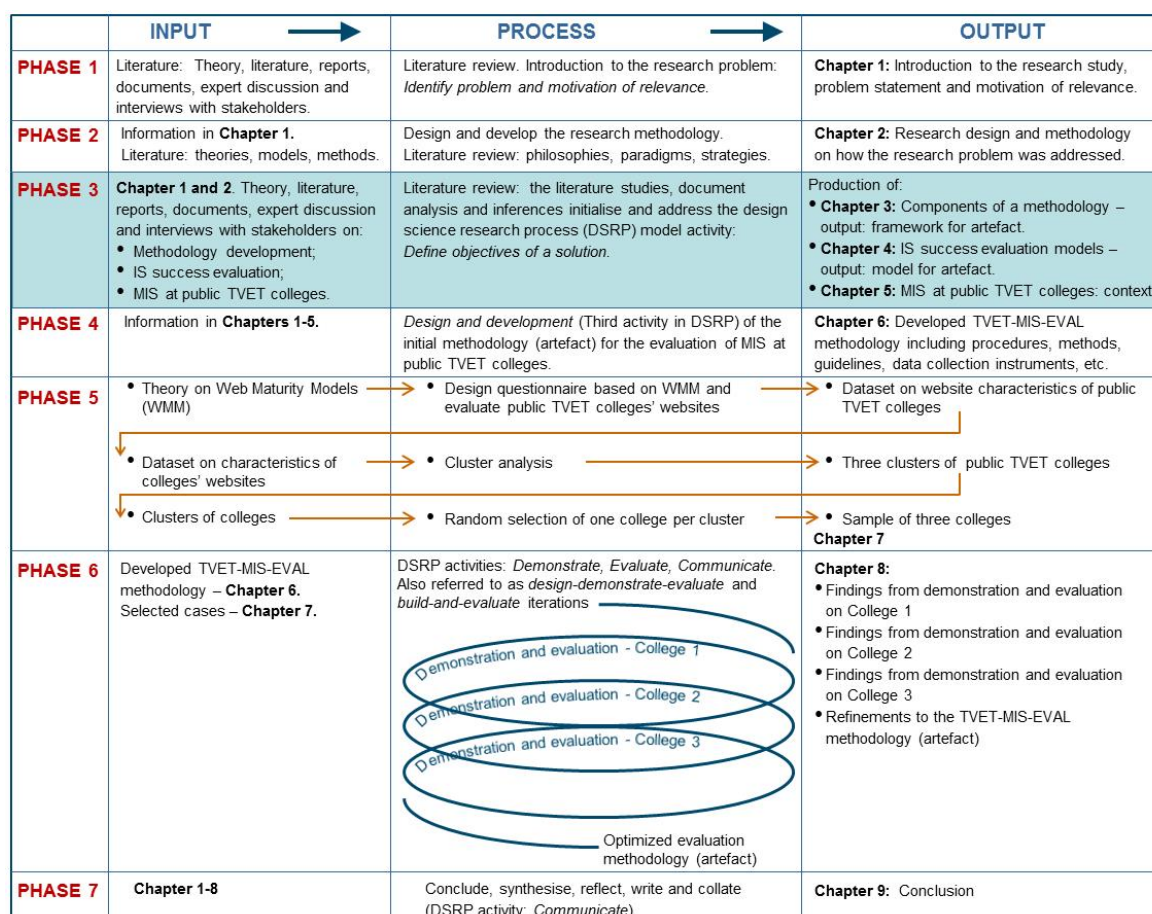 INPUT
PROCESS
OUTPUT
PHASE 1
Literature: Theory, literature, reports,
documents, expert discussion and
interviews with stakeholders.
Literature review. Introduction to the research problem:
Identify problem and motivation of relevance.
Chapter 1: Introduction to the research study,
problem statement and motivation of relevance.
PHASE 2
Information in Chapter 1.
Literature: theories, models, methods.
Design and develop the research methodology.
Literature review: philosophies, paradigms, strategies.
Chapter 2: Research design and methodology
on how the research problem was addressed.
PHASE 3
Chapter 1 and 2. Theory, literature,
reports, documents, expert discussion
and interviews with stakeholders on:
• Methodology development;
• IS success evaluation;
• MIS at public TVET colleges.
Literature review: the literature studies, document
analysis and inferences initialise and address the design
science research process (DSRP) model activity:
Define objectives of a solution.
Production of:
• Chapter 3: Components of a methodology –
output: framework for artefact.
• Chapter 4: IS success evaluation models –
output: model for artefact.
• Chapter 5: MIS at public TVET colleges: context
PHASE 4
Information in Chapters 1-5.
Design and development (Third activity in DSRP) of the
initial methodology (artefact) for the evaluation of MIS at
public TVET colleges.
Chapter 6: Developed TVET-MIS-EVAL
methodology including procedures, methods,
guidelines, data collection instruments, etc.
PHASE 5
• Theory on Web Maturity Models
(WMM)
• Design questionnaire based on WMM and
evaluate public TVET colleges' websites
• Dataset on website characteristics of public
TVET colleges
• Dataset on characteristics of
colleges' websites
• Cluster analysis
• Three clusters of public TVET colleges
• Clusters of colleges
• Random selection of one college per cluster
• Sample of three colleges
Chapter 7
PHASE 6
Developed TVET-MIS-EVAL
methodology – Chapter 6.
Selected cases – Chapter 7.
DSRP activities: Demonstrate, Evaluate, Communicate.
Also referred to as design-demonstrate-evaluate and
build-and-evaluate iterations
Demonstration and evaluation - College 1
Demonstration and evaluation - College 2
Demonstration and evaluation - College 3
Optimized evaluation
methodology (artefact)
Chapter 8:
• Findings from demonstration and evaluation
on College 1
• Findings from demonstration and evaluation
on College 2
• Findings from demonstration and evaluation
on College 3
• Refinements to the TVET-MIS-EVAL
methodology (artefact)
PHASE 7
Chapter 1-8
Conclude, synthesise, reflect, write and collate
(DSRP activity: Communicate)
Chapter 9: Conclusion